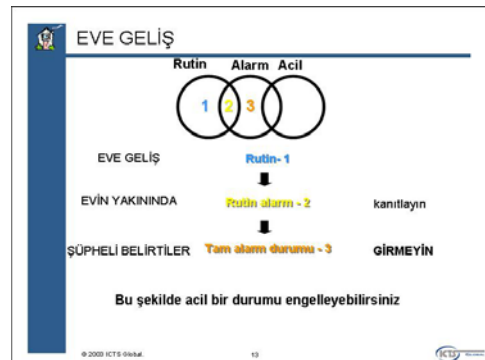 EVE GELİŞ
Rutin Alarm Acil
1 2 3
EVE GELİŞ Rutin- 1
EVİN YAKININDA Rutin alarm - 2 kanıtlayın
ŞÜPHELİ BELİRTİLER Tam alarm durumu - 3 GİRMEYİN
Bu şekilde acil bir durumu engelleyebilirsiniz
© 2003 ICTS Global. 13 ICTS